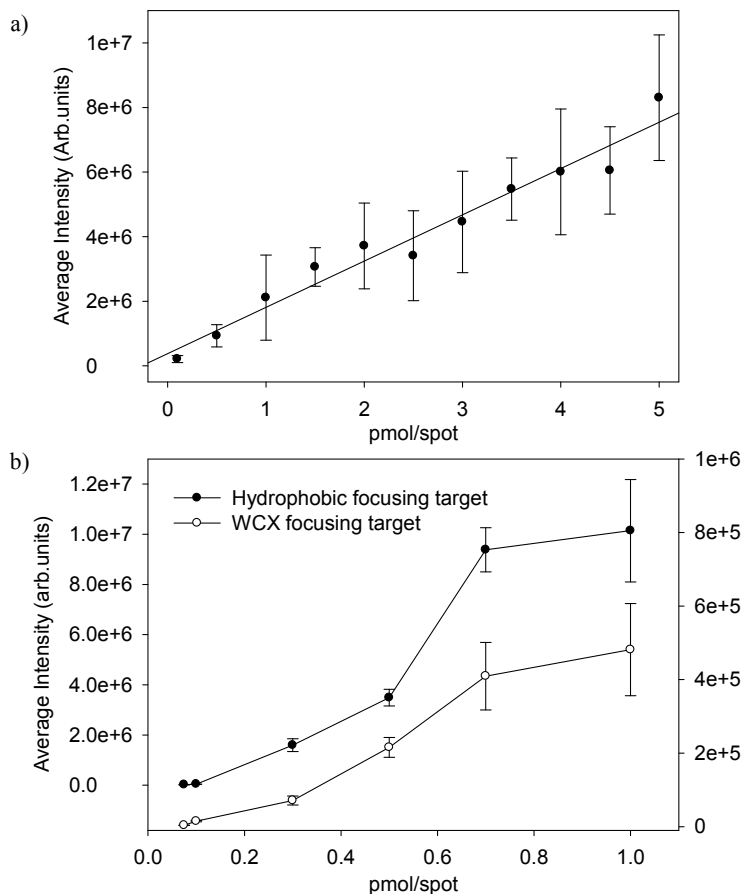 a)
Average Intensity (Arb.units)
1e+7
8e+6
6e+6
4e+6
2e+6
0
0 1 2 3 4 5
pmol/spot
b)
Average Intensity (arb.units)
1.2e+7
1.0e+7
8.0e+6
6.0e+6
4.0e+6
2.0e+6
0.0
Hydrophobic focusing target
WCX focusing target
1e+6
8e+5
6e+5
4e+5
2e+5
0
0.0 0.2 0.4 0.6 0.8 1.0
pmol/spot